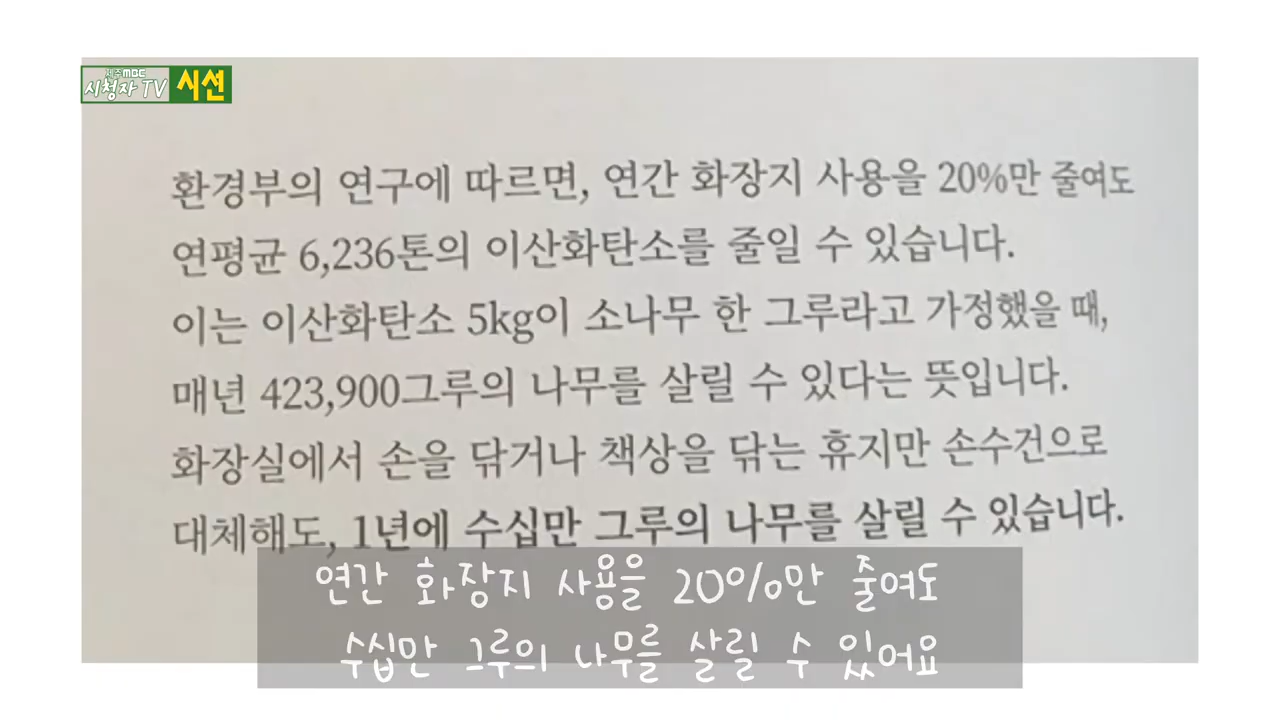 제주MBC
시청자 TV 시선
환경부의 연구에 따르면, 연간 화장지 사용을 20%만 줄여도
연평균 6,236톤의 이산화탄소를 줄일 수 있습니다.
이는 이산화탄소 5kg이 소나무 한 그루라고 가정했을 때,
매년 423,900그루의 나무를 살릴 수 있다는 뜻입니다.
화장실에서 손을 닦거나 책상을 닦는 휴지만 손수건으로
대체해도, 1년에 수십만 그루의 나무를 살릴 수 있습니다.
연간 화장지 사용을 20%만 줄여도
수십만 그루의 나무를 살릴 수 있어요